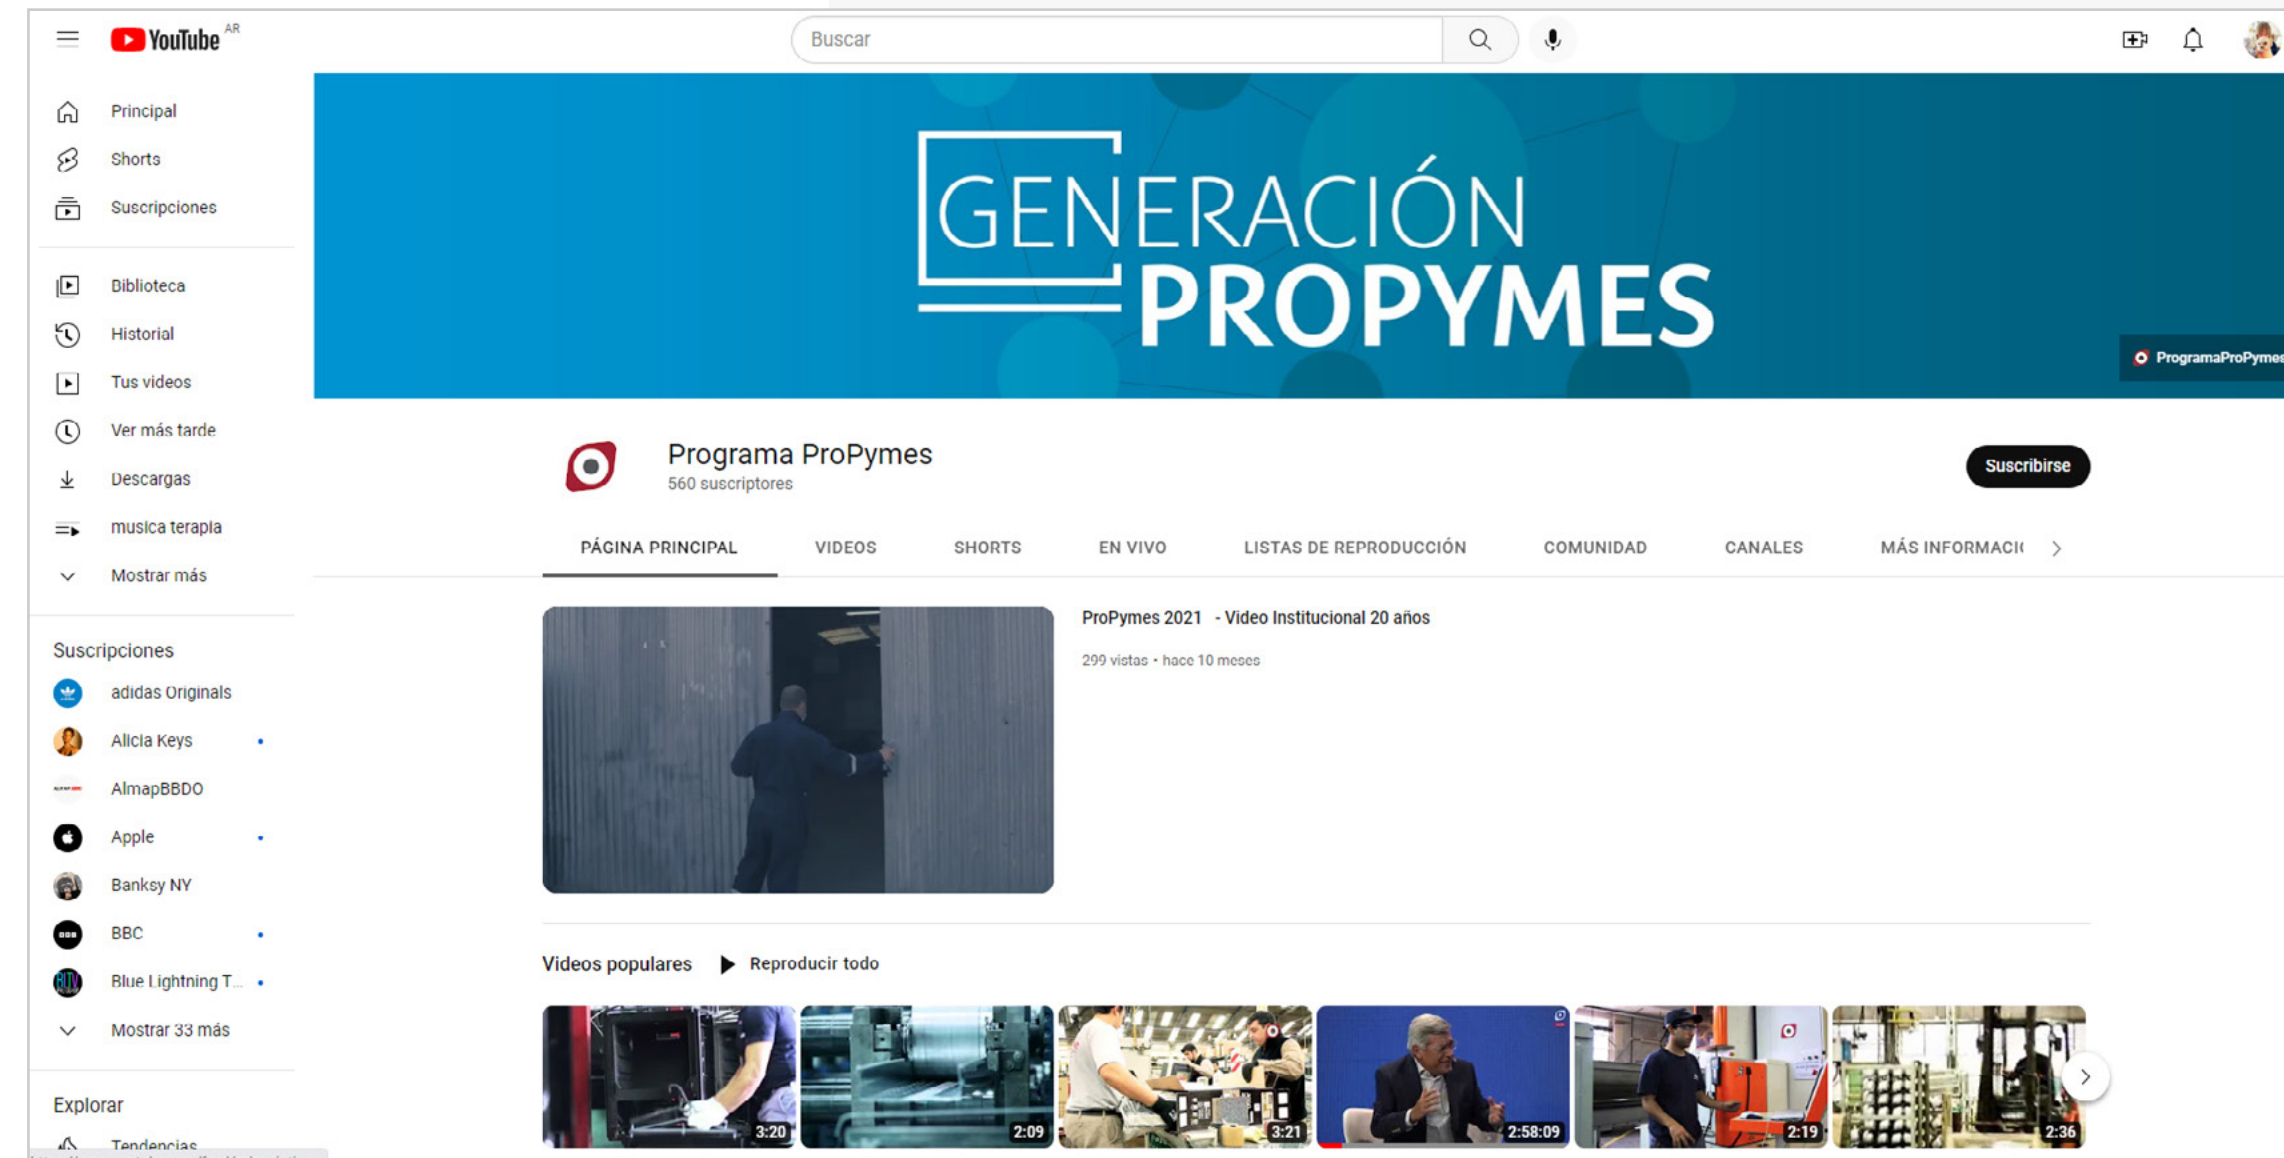 YouTube AR
Buscar
Principal
Shorts
Suscripciones
Biblioteca
Historial
Tus videos
Ver más tarde
Descargas
musica terapia
Mostrar más
Suscripciones
adidas Originals
Alicia Keys
AlmapBBDO
Apple
Banksy NY
BBC
Blue Lightning T...
Mostrar 33 más
Explorar
Tendencias
GENERACIÓN
PROPYMES
ProgramaProPymes
Programa ProPymes
560 suscriptores
Suscribirse
PÁGINA PRINCIPAL VIDEOS SHORTS EN VIVO LISTAS DE REPRODUCCIÓN COMUNIDAD CANALES MÁS INFORMACI
ProPymes 2021 - Video Institucional 20 años
299 vistas • hace 10 meses
Videos populares Reproducir todo
3:20 2:09 3:21 2:58:09 2:19 2:36